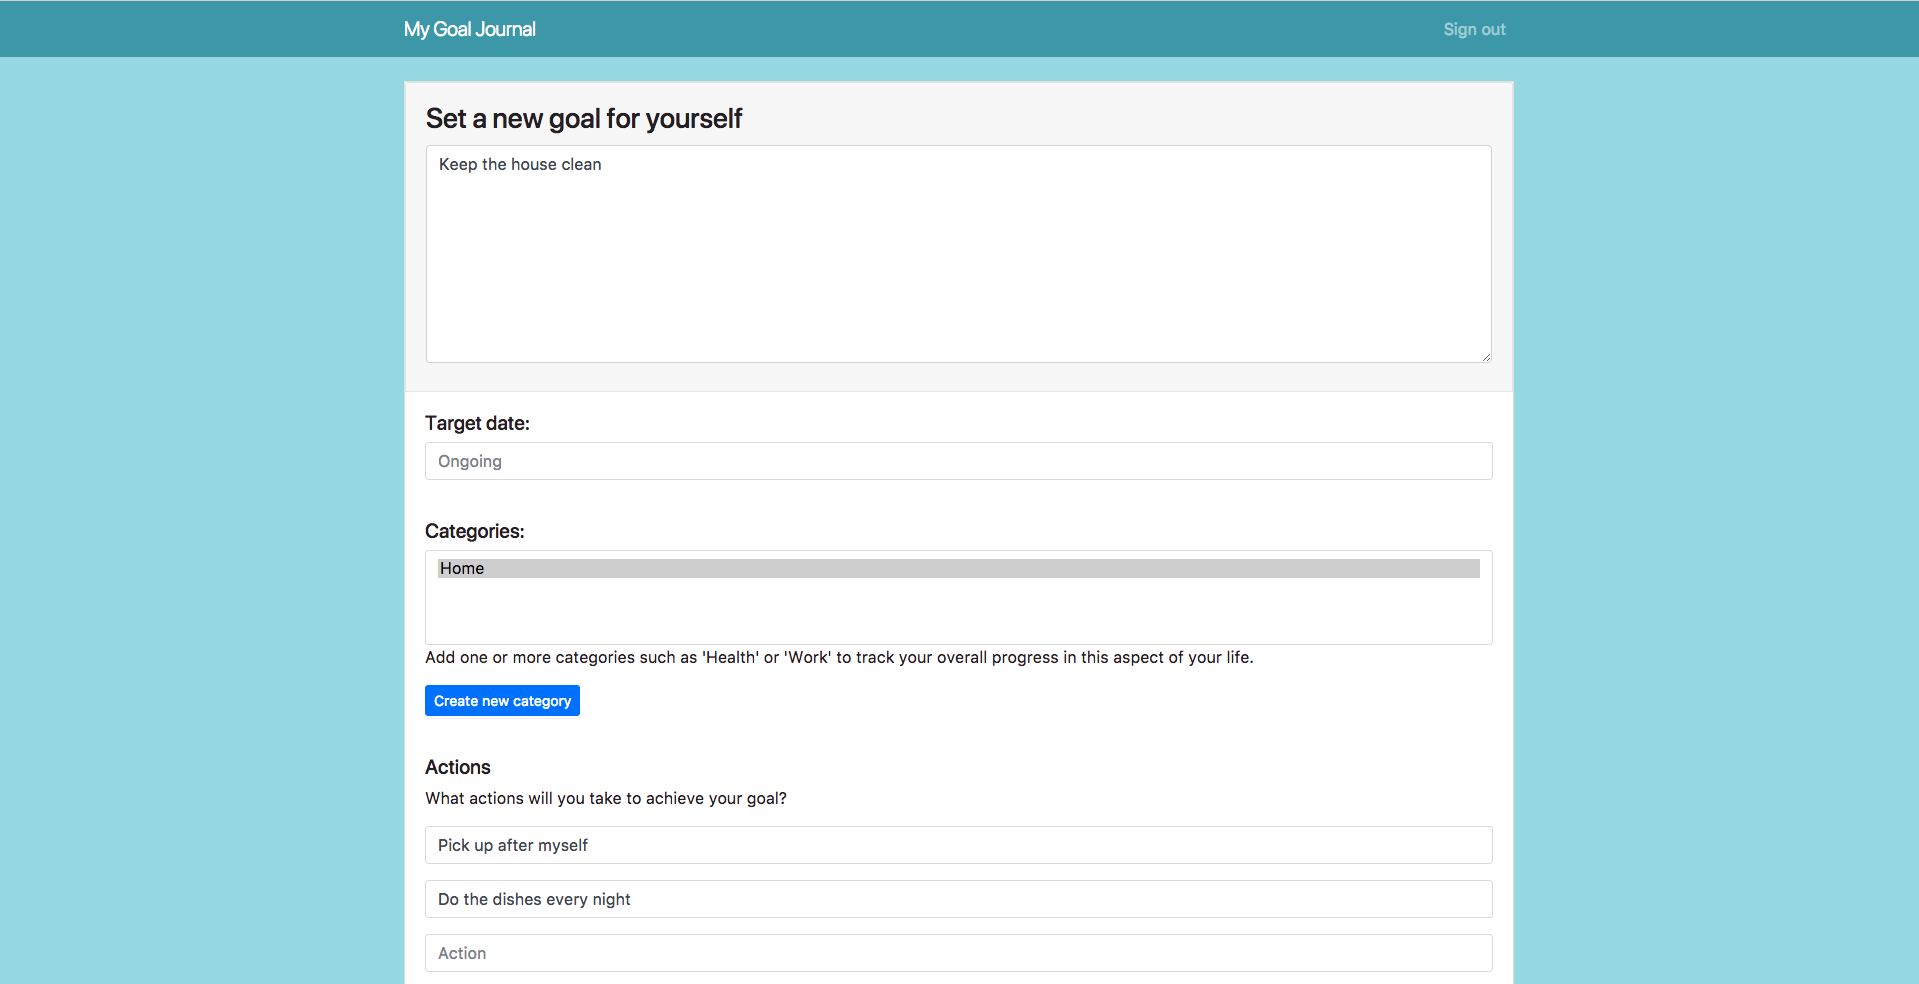 My Goal Journal
Sign out
Set a new goal for yourself
Keep the house clean
Target date:
Ongoing
Categories:
Home
Add one or more categories such as 'Health' or 'Work' to track your overall progress in this aspect of your life.
Create new category
Actions
What actions will you take to achieve your goal?
Pick up after myself
Do the dishes every night
Action